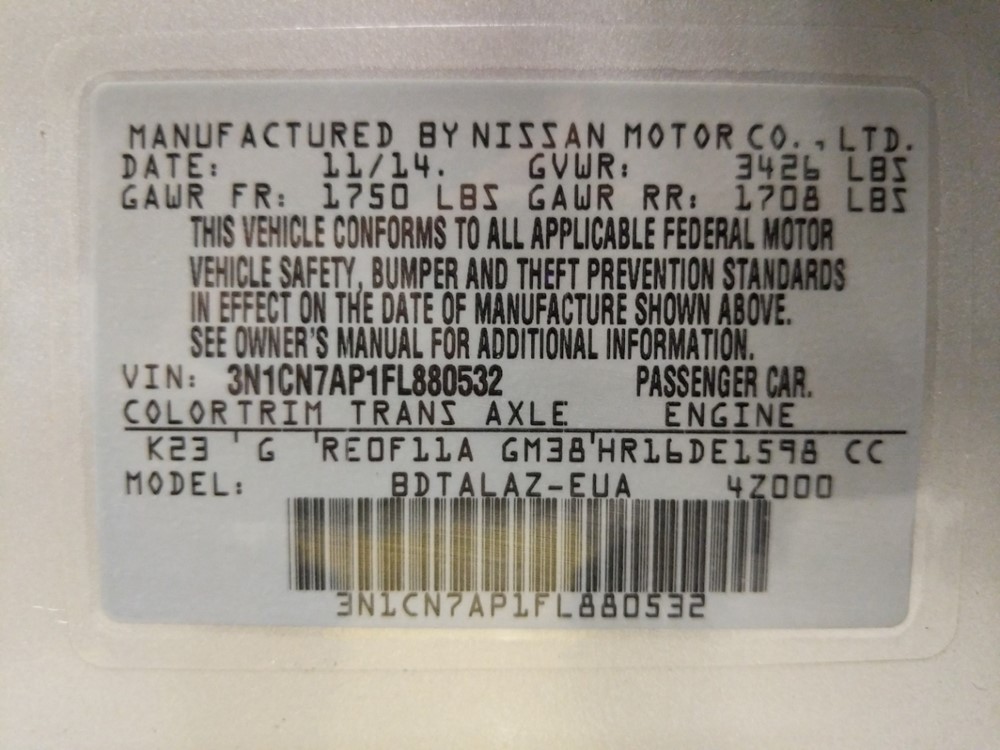 MANUFACTURED BY NISSAN MOTOR CO., LTD.
DATE: 11/14. GVWR: 3426 LBS
GAWR FR: 1750 LBS GAWR RR: 1708 LBS
THIS VEHICLE CONFORMS TO ALL APPLICABLE FEDERAL MOTOR
VEHICLE SAFETY, BUMPER AND THEFT PREVENTION STANDARDS
IN EFFECT ON THE DATE OF MANUFACTURE SHOWN ABOVE.
SEE OWNER'S MANUAL FOR ADDITIONAL INFORMATION.
VIN: 3N1CN7AP1FL880532 PASSENGER CAR.
COLORTRIM TRANS AXLE ENGINE
K23 ' G 'RE0F11A GM38'HR16DE1598 CC
MODEL: BDTALAZ-EUA 4Z000
3N1CN7AP1FL880532